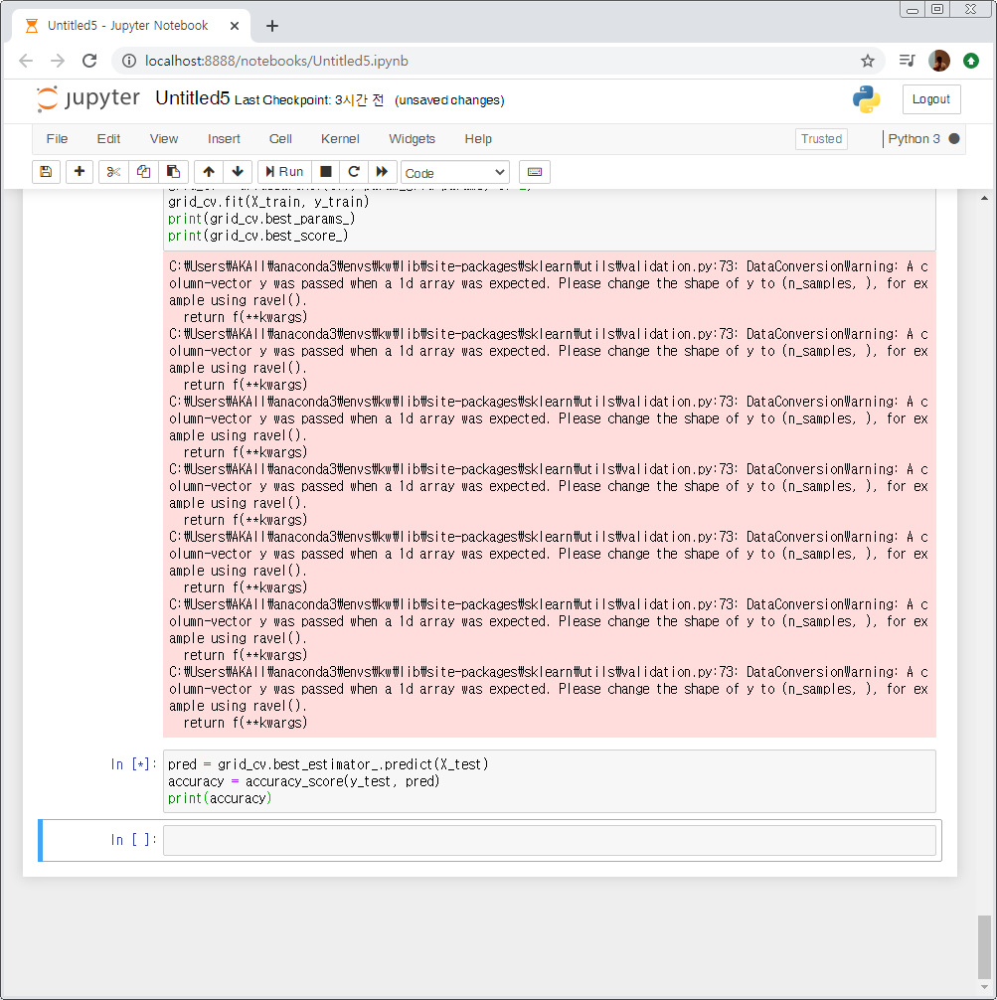 Untitled5 - Jupyter Notebook
localhost:8888/notebooks/Untitled5.ipynb
jupyter Untitled5 Last Checkpoint: 3시간 전 (unsaved changes)
Logout
File Edit View Insert Cell Kernel Widgets Help Trusted Python 3
Run Code
grid_cv.fit(X_train, y_train)
print(grid_cv.best_params_)
print(grid_cv.best_score_)
C:₩Users₩AKAII₩anaconda3₩envs₩kw₩lib₩site-packages₩sklearn₩utils₩validation.py:73: DataConversionWarning: A c
olumn-vector y was passed when a 1d array was expected. Please change the shape of y to (n_samples, ), for ex
ample using ravel().
return f(**kwargs)
C:₩Users₩AKAII₩anaconda3₩envs₩kw₩lib₩site-packages₩sklearn₩utils₩validation.py:73: DataConversionWarning: A c
olumn-vector y was passed when a 1d array was expected. Please change the shape of y to (n_samples, ), for ex
ample using ravel().
return f(**kwargs)
C:₩Users₩AKAII₩anaconda3₩envs₩kw₩lib₩site-packages₩sklearn₩utils₩validation.py:73: DataConversionWarning: A c
olumn-vector y was passed when a 1d array was expected. Please change the shape of y to (n_samples, ), for ex
ample using ravel().
return f(**kwargs)
C:₩Users₩AKAII₩anaconda3₩envs₩kw₩lib₩site-packages₩sklearn₩utils₩validation.py:73: DataConversionWarning: A c
olumn-vector y was passed when a 1d array was expected. Please change the shape of y to (n_samples, ), for ex
ample using ravel().
return f(**kwargs)
C:₩Users₩AKAII₩anaconda3₩envs₩kw₩lib₩site-packages₩sklearn₩utils₩validation.py:73: DataConversionWarning: A c
olumn-vector y was passed when a 1d array was expected. Please change the shape of y to (n_samples, ), for ex
ample using ravel().
return f(**kwargs)
C:₩Users₩AKAII₩anaconda3₩envs₩kw₩lib₩site-packages₩sklearn₩utils₩validation.py:73: DataConversionWarning: A c
olumn-vector y was passed when a 1d array was expected. Please change the shape of y to (n_samples, ), for ex
ample using ravel().
return f(**kwargs)
C:₩Users₩AKAII₩anaconda3₩envs₩kw₩lib₩site-packages₩sklearn₩utils₩validation.py:73: DataConversionWarning: A c
olumn-vector y was passed when a 1d array was expected. Please change the shape of y to (n_samples, ), for ex
ample using ravel().
return f(**kwargs)
In [*]: pred = grid_cv.best_estimator_.predict(X_test)
accuracy = accuracy_score(y_test, pred)
print(accuracy)
In [ ]: